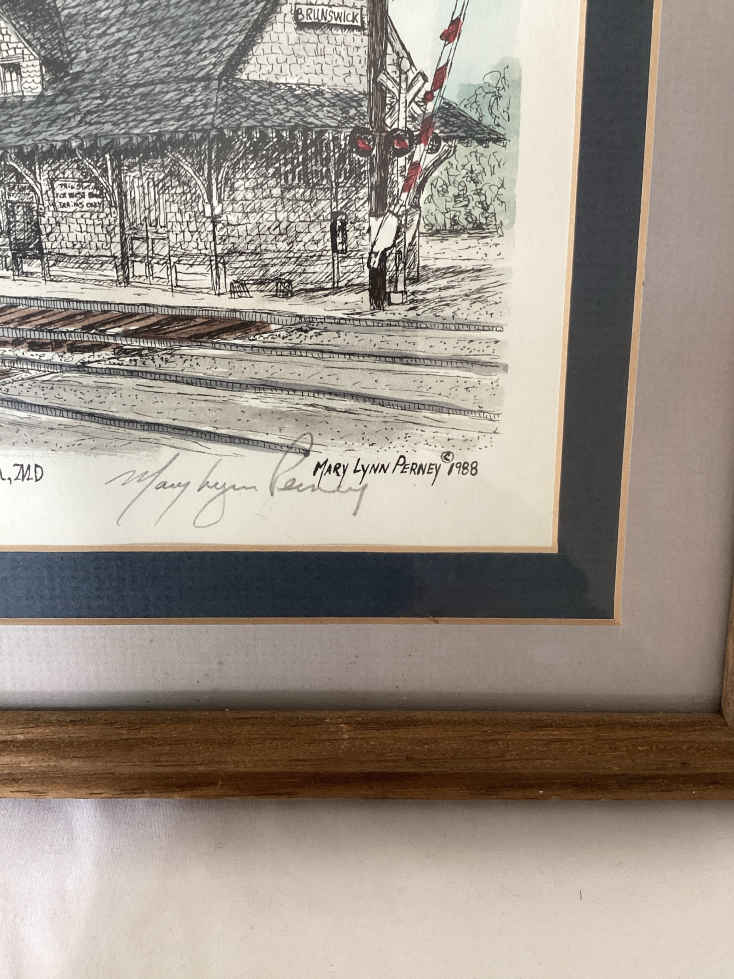 BRUNSWICK
, MD
Mary Lynn Perney
MARY LYNN PERNEY © 1988